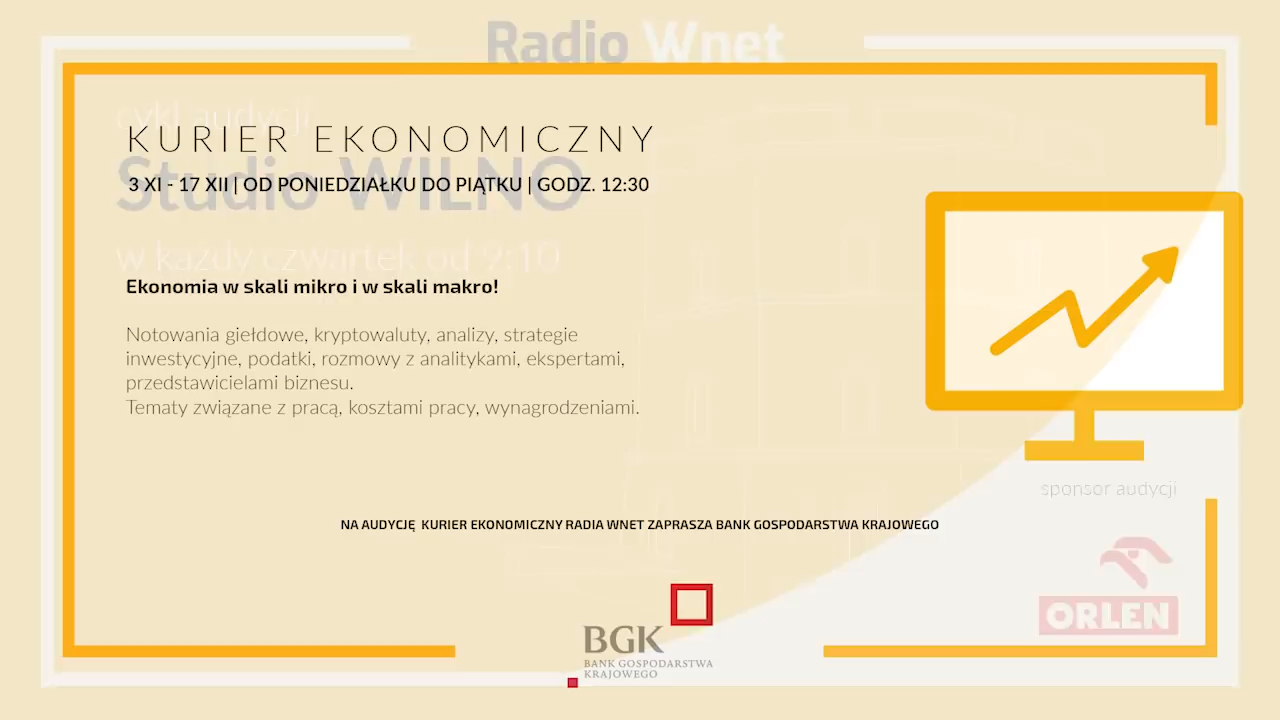 Radio Wnet
cykl audycji
KURIER EKONOMICZNY
Studio WILNO
3 XI - 17 XII | OD PONIEDZIAŁKU DO PIĄTKU | GODZ. 12:30
w każdy czwartek od 9:10
Ekonomia w skali mikro i w skali makro!
Notowania giełdowe, kryptowaluty, analizy, strategie
inwestycyjne, podatki, rozmowy z analitykami, ekspertami,
przedstawicielami biznesu.
Tematy związane z pracą, kosztami pracy, wynagrodzeniami.
sponsor audycji
NA AUDYCJĘ KURIER EKONOMICZNY RADIA WNET ZAPRASZA BANK GOSPODARSTWA KRAJOWEGO
ORLEN
BGK
BANK GOSPODARSTWA
KRAJOWEGO